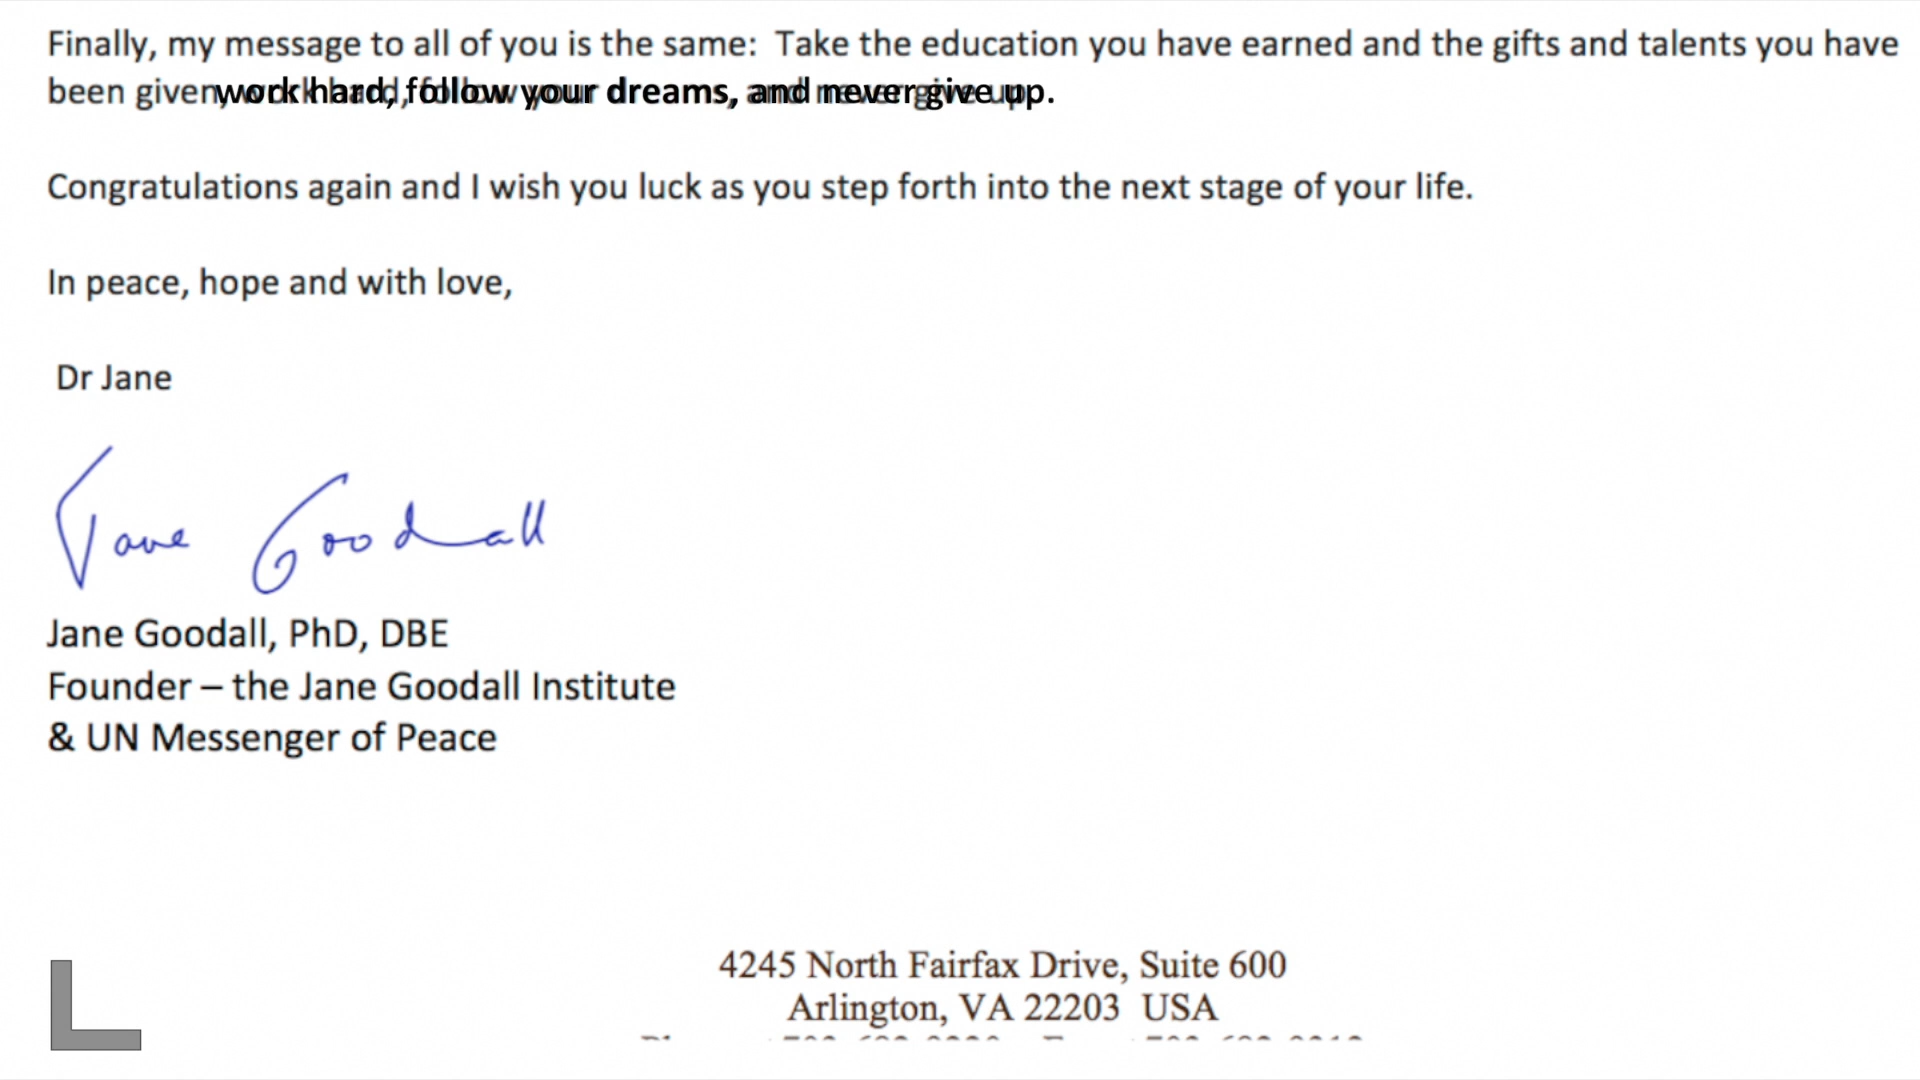 Finally, my message to all of you is the same:  Take the education you have earned and the gifts and talents you have
been given, work hard, follow your dreams, and never give up.
Congratulations again and I wish you luck as you step forth into the next stage of your life.
In peace, hope and with love,
Dr Jane
Jane Goodall
Jane Goodall, PhD, DBE
Founder – the Jane Goodall Institute
& UN Messenger of Peace
4245 North Fairfax Drive, Suite 600
Arlington, VA 22203  USA